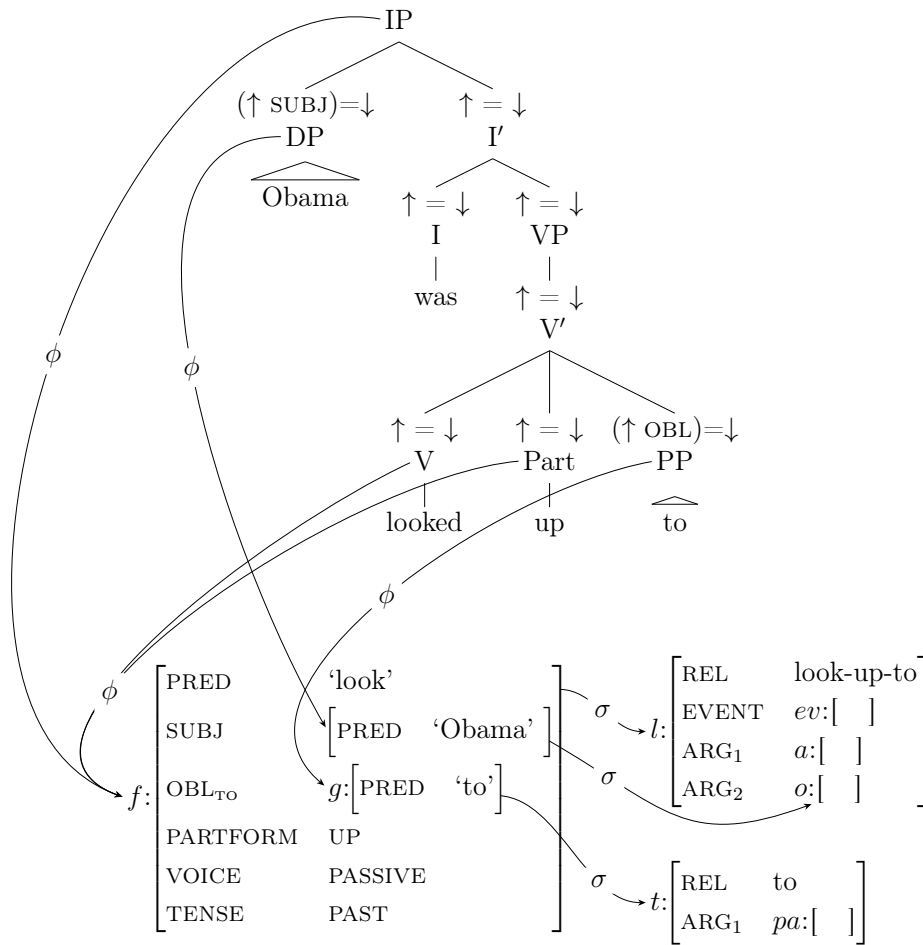 IP
(↑ SUBJ)=↓ ↑ = ↓
DP I′
Obama ↑ = ↓ ↑ = ↓
I VP
was ↑ = ↓
V′
ϕ
ϕ
↑ = ↓ ↑ = ↓ (↑ OBL)=↓
V Part PP
looked up to
ϕ
ϕ
f: PRED ‘look’
SUBJ [PRED ‘Obama’ ]
OBL_TO g:[PRED ‘to’]
PARTFORM UP
VOICE PASSIVE
TENSE PAST
σ
σ
σ
l: REL look-up-to
EVENT ev:[ ]
ARG₁ a:[ ]
ARG₂ o:[ ]
t: REL to
ARG₁ pa:[ ]